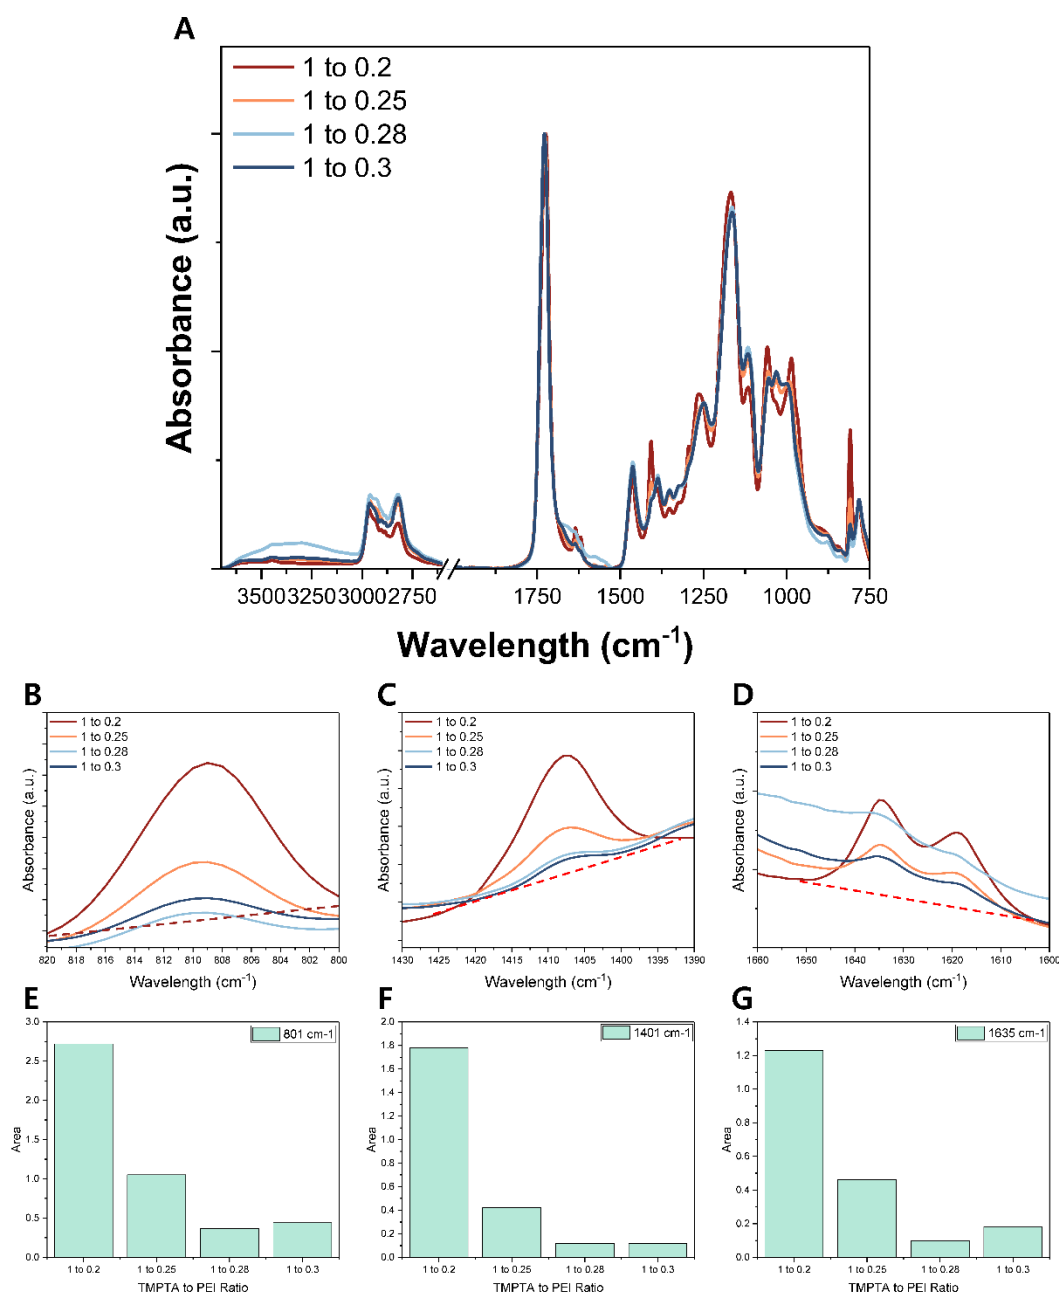 A
1 to 0.2
1 to 0.25
1 to 0.28
1 to 0.3
Absorbance (a.u.)
3500 3250 3000 2750 1750 1500 1250 1000 750
Wavelength (cm-1)
B
1 to 0.2
1 to 0.25
1 to 0.28
1 to 0.3
Absorbance (a.u.)
820 818 816 814 812 810 808 806 804 802 800
Wavelength (cm-1)
C
1 to 0.2
1 to 0.25
1 to 0.28
1 to 0.3
Absorbance (a.u.)
1430 1425 1420 1415 1410 1405 1400 1395 1390
Wavelength (cm-1)
D
1 to 0.2
1 to 0.25
1 to 0.28
1 to 0.3
Absorbance (a.u.)
1660 1650 1640 1630 1620 1610 1600
Wavelength (cm-1)
E
801 cm-1
3.0
2.5
2.0
1.5
1.0
0.5
0.0
Area
1 to 0.2 1 to 0.25 1 to 0.28 1 to 0.3
TMPTA to PEI Ratio
F
1401 cm-1
2.0
1.8
1.6
1.4
1.2
1.0
0.8
0.6
0.4
0.2
0.0
Area
1 to 0.2 1 to 0.25 1 to 0.28 1 to 0.3
TMPTA to PEI Ratio
G
1635 cm-1
1.4
1.2
1.0
0.8
0.6
0.4
0.2
0.0
Area
1 to 0.2 1 to 0.25 1 to 0.28 1 to 0.3
TMPTA to PEI Ratio